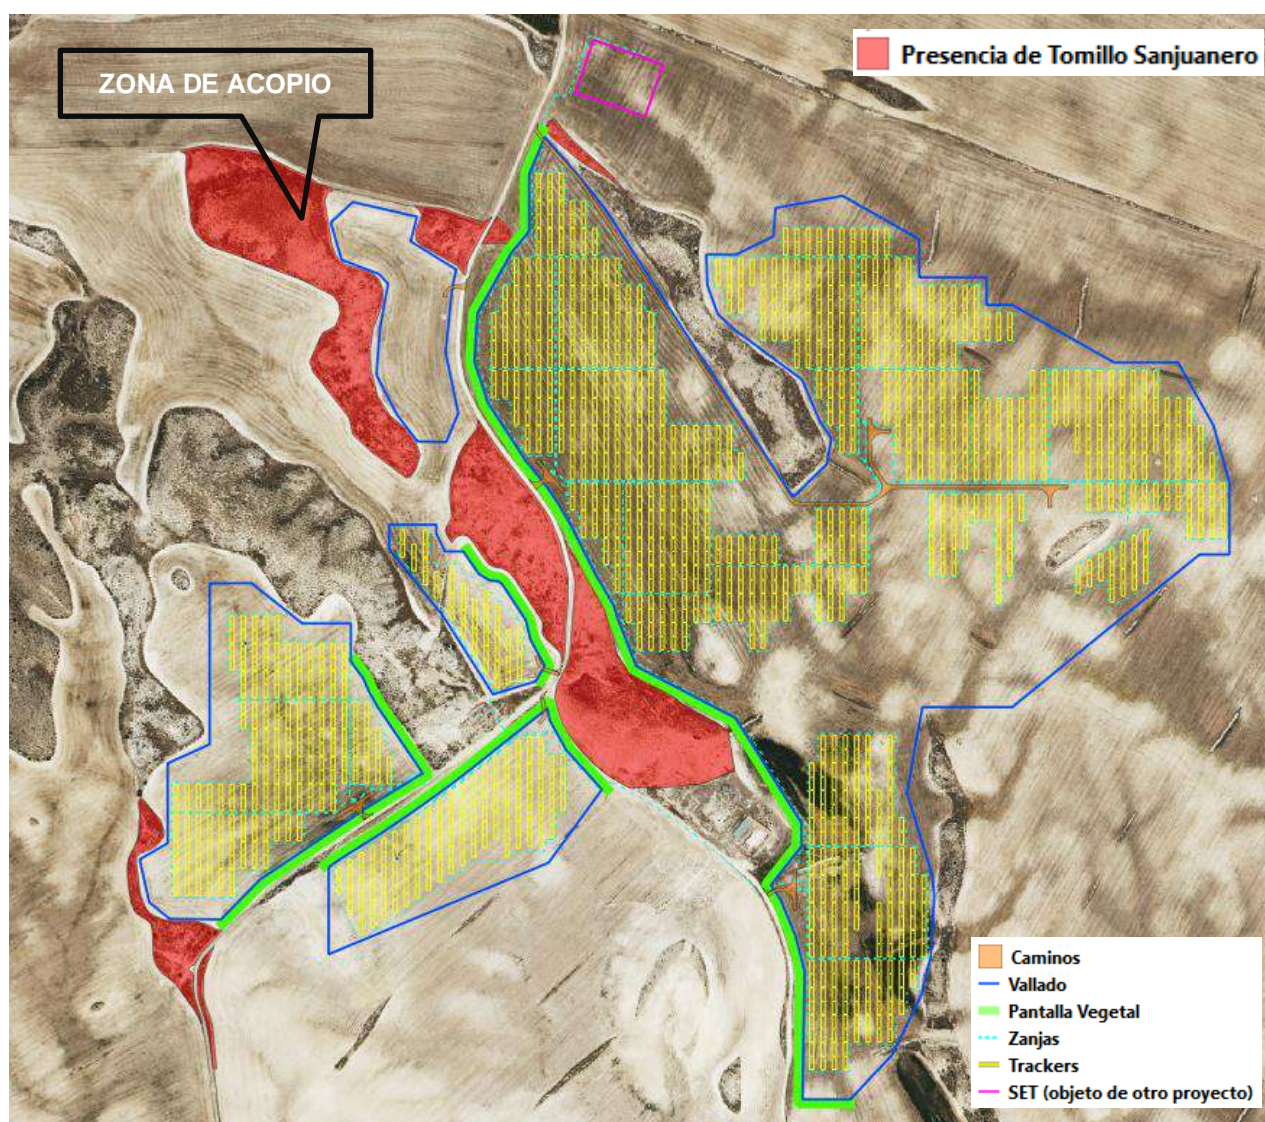 ZONA DE ACOPIO
Presencia de Tomillo Sanjuanero
Caminos
Vallado
Pantalla Vegetal
Zanjas
Trackers
SET (objeto de otro proyecto)